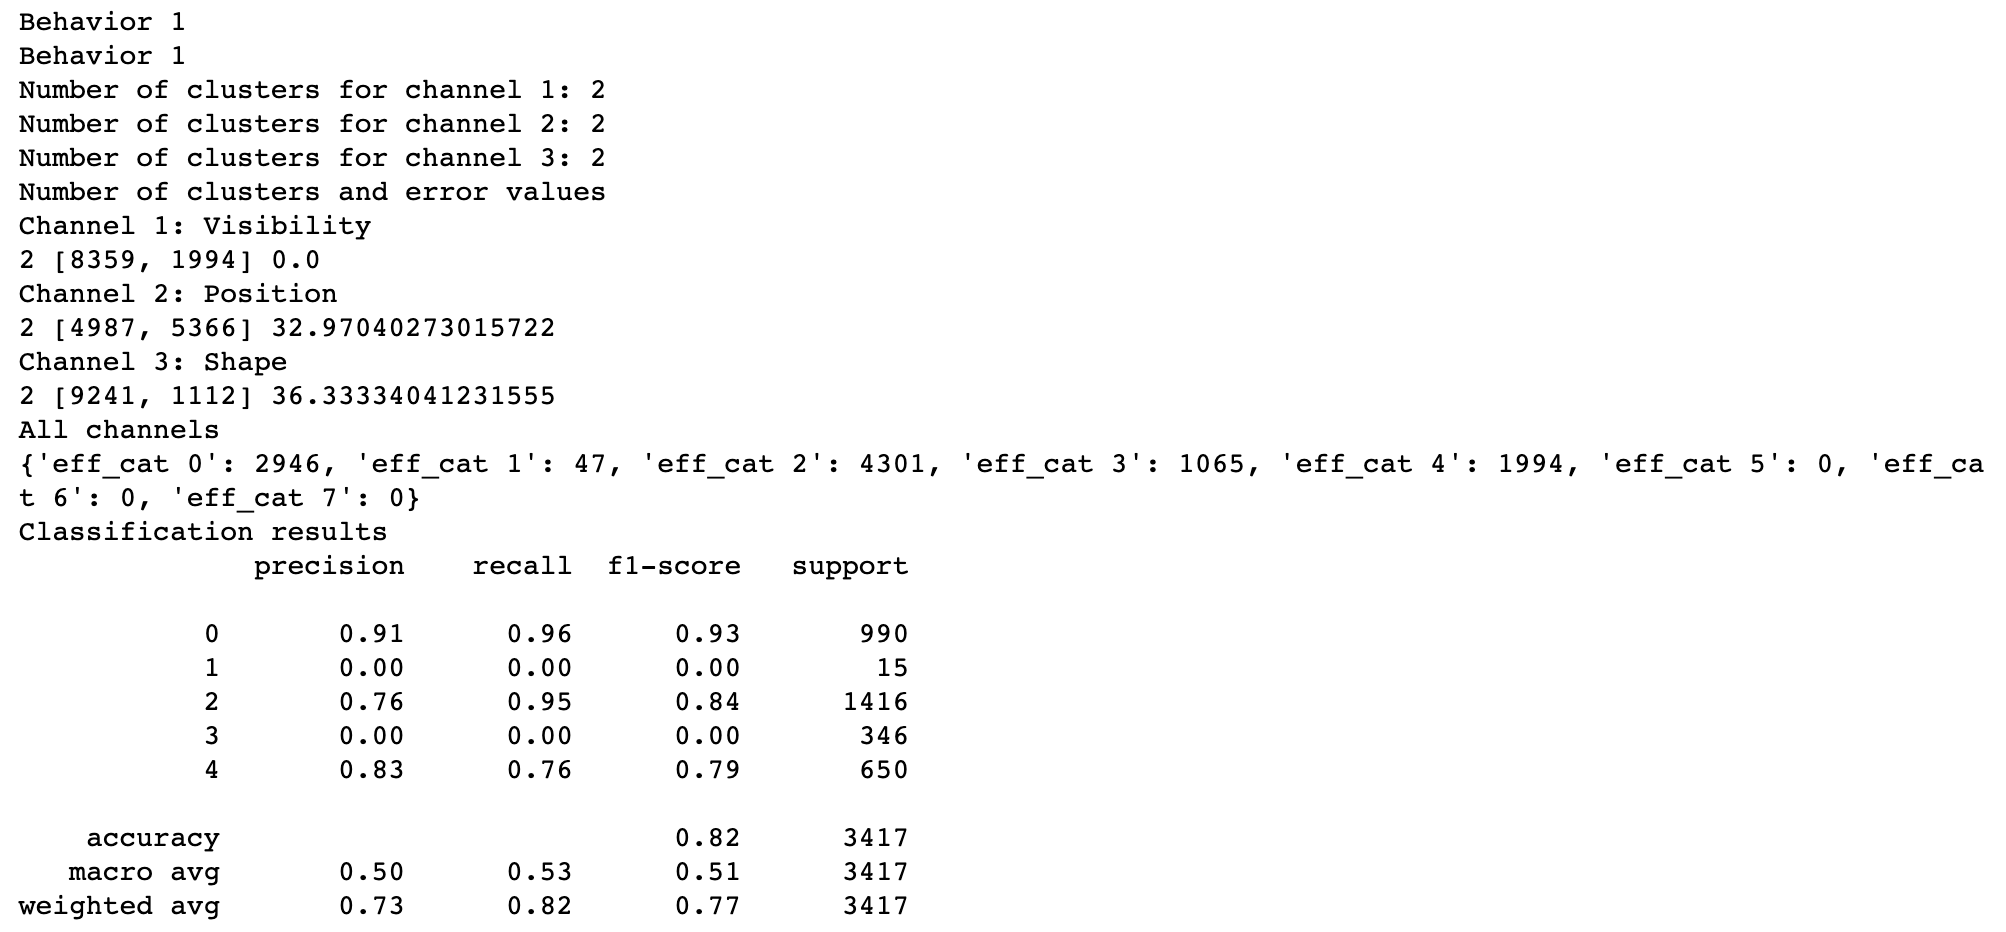 Behavior 1
Behavior 1
Number of clusters for channel 1: 2
Number of clusters for channel 2: 2
Number of clusters for channel 3: 2
Number of clusters and error values
Channel 1: Visibility
2 [8359, 1994] 0.0
Channel 2: Position
2 [4987, 5366] 32.97040273015722
Channel 3: Shape
2 [9241, 1112] 36.33334041231555
All channels
{'eff_cat 0': 2946, 'eff_cat 1': 47, 'eff_cat 2': 4301, 'eff_cat 3': 1065, 'eff_cat 4': 1994, 'eff_cat 5': 0, 'eff_ca
t 6': 0, 'eff_cat 7': 0}
Classification results
precision recall f1-score support
0 0.91 0.96 0.93 990
1 0.00 0.00 0.00 15
2 0.76 0.95 0.84 1416
3 0.00 0.00 0.00 346
4 0.83 0.76 0.79 650
accuracy 0.82 3417
macro avg 0.50 0.53 0.51 3417
weighted avg 0.73 0.82 0.77 3417